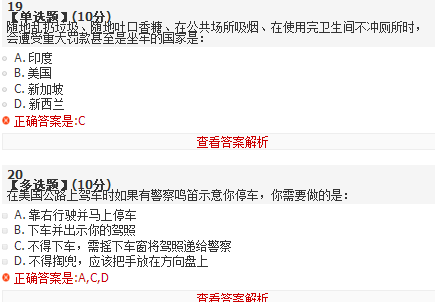 19
【单选题】(10分)
随地乱扔垃圾、随地吐口香糖、在公共场所吸烟、在使用完卫生间不冲厕所时，
会遭受重大罚款甚至是坐牢的国家是：
A. 印度
B. 美国
C. 新加坡
D. 新西兰
正确答案是:C
查看答案解析
20
【多选题】(10分)
在美国公路上驾车时如果有警察鸣笛示意你停车，你需要做的是：
A. 靠右行驶并马上停车
B. 下车并出示你的驾照
C. 不得下车，需摇下车窗将驾照递给警察
D. 不得掏兜，应该把手放在方向盘上
正确答案是:A,C,D
查看答案解析